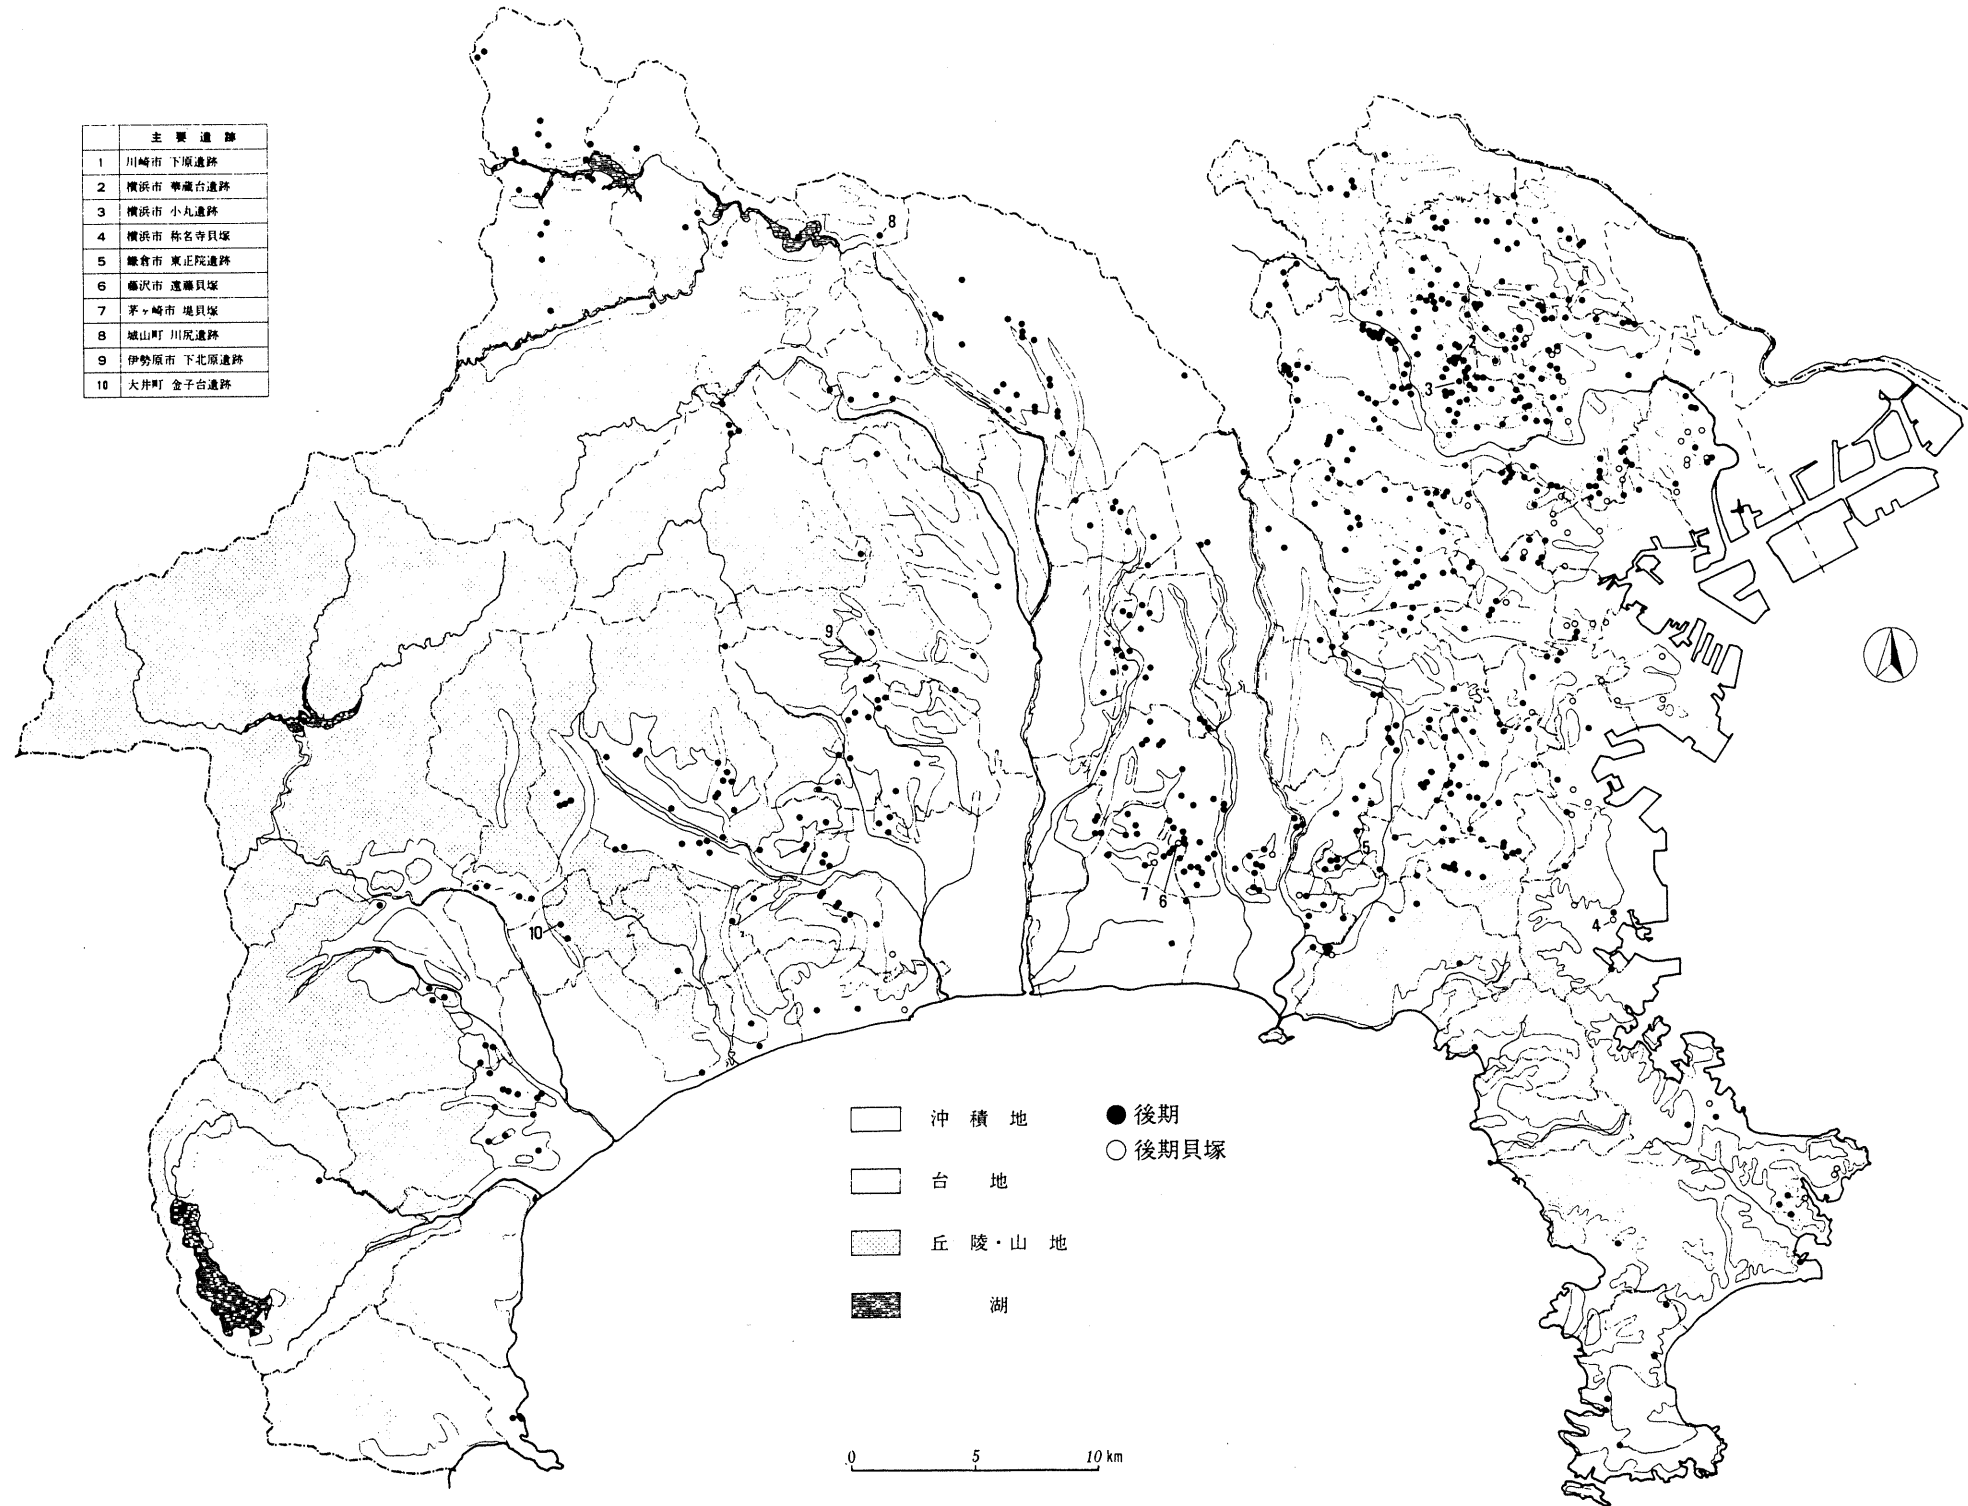 主要遺跡
1 川崎市 下原遺跡
2 横浜市 華蔵台遺跡
3 横浜市 小丸遺跡
4 横浜市 称名寺貝塚
5 鎌倉市 東正院遺跡
6 藤沢市 遠藤貝塚
7 茅ヶ崎市 堤貝塚
8 城山町 川尻遺跡
9 伊勢原市 下北原遺跡
10 大井町 金子台遺跡
8
2
3
9
5
7 6
4
10
沖積地
台地
丘陵・山地
湖
●後期
○後期貝塚
0 5 10 km